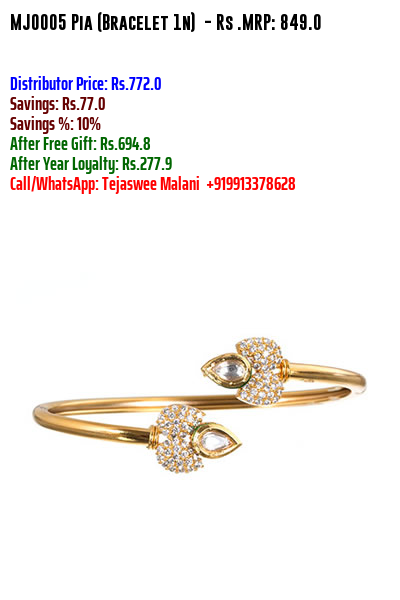 MJ0005 Pia (Bracelet 1n) - Rs .MRP: 849.0
Distributor Price: Rs.772.0
Savings: Rs.77.0
Savings %: 10%
After Free Gift: Rs.694.8
After Year Loyalty: Rs.277.9
Call/WhatsApp: Tejaswee Malani +919913378628